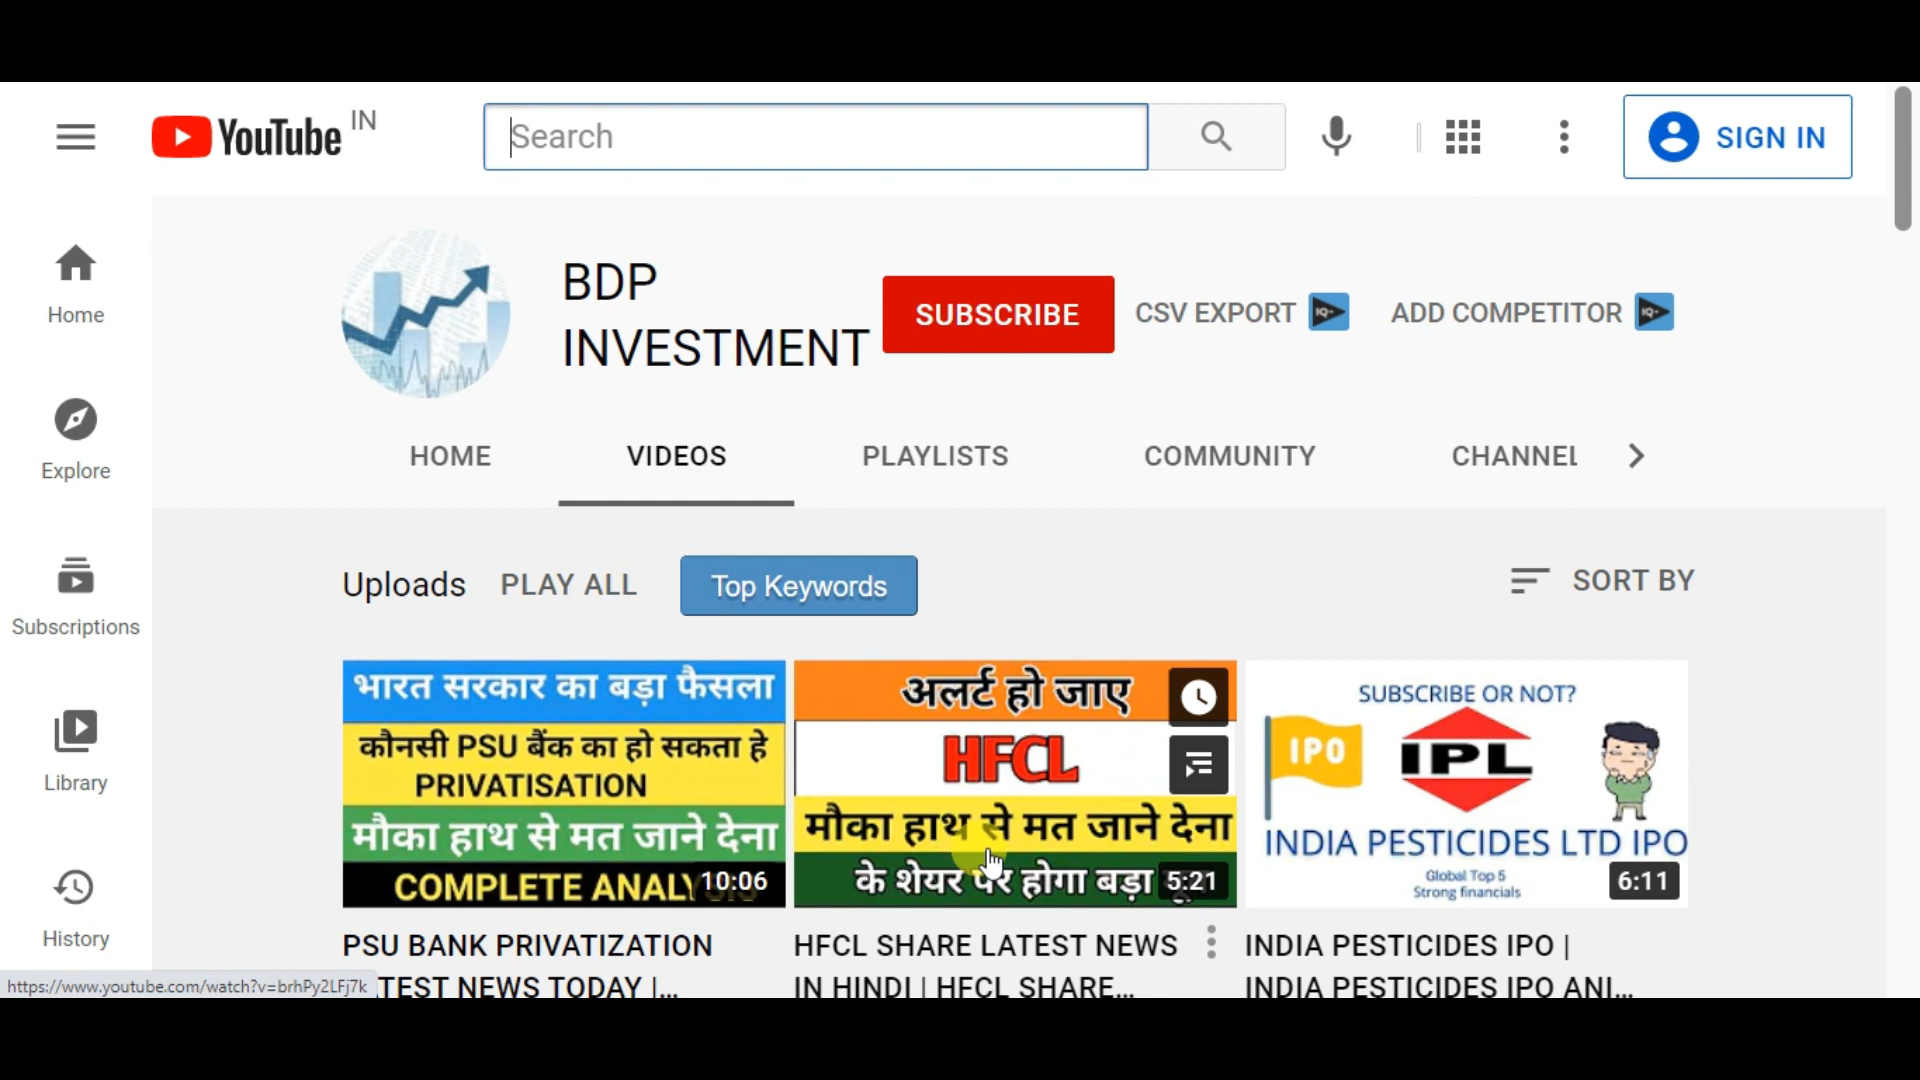 YouTube IN
Search
SIGN IN
Home
Explore
Subscriptions
Library
History
BDP
INVESTMENT
SUBSCRIBE
CSV EXPORT
ADD COMPETITOR
HOME VIDEOS PLAYLISTS COMMUNITY CHANNEL
Uploads PLAY ALL Top Keywords SORT BY
भारत सरकार का बड़ा फैसला
कौनसी PSU बैंक का हो सकता हे
PRIVATISATION
मौका हाथ से मत जाने देना
COMPLETE
10:06
PSU BANK PRIVATIZATION
TEST NEWS TODAY |...
अलर्ट हो जाए
HFCL
मौका हाथ से मत जाने देना
के शेयर पर होगा बड़ा
5:21
HFCL SHARE LATEST NEWS
IN HINDI | HFCL SHARE...
SUBSCRIBE OR NOT?
IPO
IPL
INDIA PESTICIDES LTD IPO
Global Top 5
Strong financials
6:11
INDIA PESTICIDES IPO |
INDIA PESTICIDES IPO ANI...
https://www.youtube.com/watch?v=brhPy2LFj7k